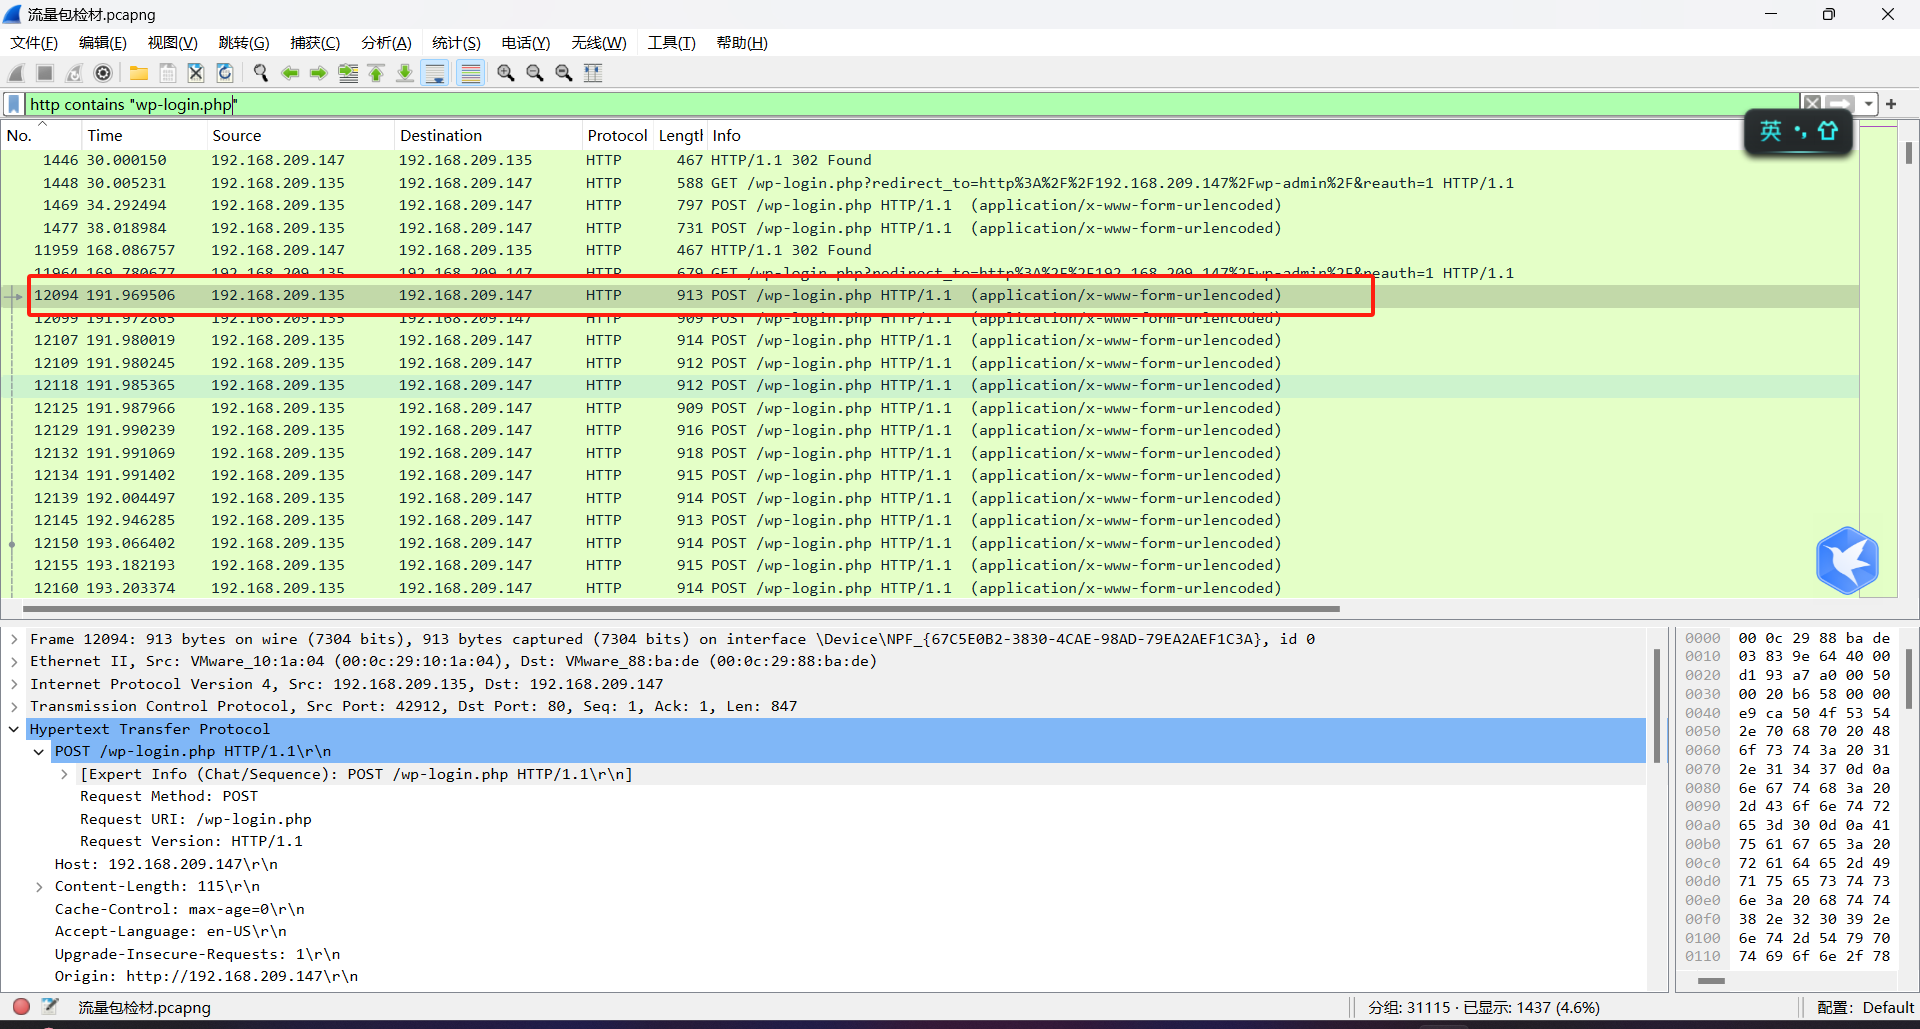 流量包检材.pcapng
文件(F) 编辑(E) 视图(V) 跳转(G) 捕获(C) 分析(A) 统计(S) 电话(Y) 无线(W) 工具(T) 帮助(H)
http contains "wp-login.php"
No. Time Source Destination Protocol Lengtl Info
英
1446 30.000150 192.168.209.147 192.168.209.135 HTTP 467 HTTP/1.1 302 Found
1448 30.005231 192.168.209.135 192.168.209.147 HTTP 588 GET /wp-login.php?redirect_to=http%3A%2F%2F192.168.209.147%2Fwp-admin%2F&reauth=1 HTTP/1.1
1469 34.292494 192.168.209.135 192.168.209.147 HTTP 797 POST /wp-login.php HTTP/1.1 (application/x-www-form-urlencoded)
1477 38.018984 192.168.209.135 192.168.209.147 HTTP 731 POST /wp-login.php HTTP/1.1 (application/x-www-form-urlencoded)
11959 168.086757 192.168.209.147 192.168.209.135 HTTP 467 HTTP/1.1 302 Found
11964 169.780677 192.168.209.135 192.168.209.147 HTTP 679 GET /wp-login.php?redirect_to=http%3A%2F%2F192.168.209.147%2Fwp-admin%2F&reauth=1 HTTP/1.1
12094 191.969506 192.168.209.135 192.168.209.147 HTTP 913 POST /wp-login.php HTTP/1.1 (application/x-www-form-urlencoded)
12099 191.972865 192.168.209.135 192.168.209.147 HTTP 909 POST /wp-login.php HTTP/1.1 (application/x-www-form-urlencoded)
12107 191.980019 192.168.209.135 192.168.209.147 HTTP 914 POST /wp-login.php HTTP/1.1 (application/x-www-form-urlencoded)
12109 191.980245 192.168.209.135 192.168.209.147 HTTP 912 POST /wp-login.php HTTP/1.1 (application/x-www-form-urlencoded)
12118 191.985365 192.168.209.135 192.168.209.147 HTTP 912 POST /wp-login.php HTTP/1.1 (application/x-www-form-urlencoded)
12125 191.987966 192.168.209.135 192.168.209.147 HTTP 909 POST /wp-login.php HTTP/1.1 (application/x-www-form-urlencoded)
12129 191.990239 192.168.209.135 192.168.209.147 HTTP 916 POST /wp-login.php HTTP/1.1 (application/x-www-form-urlencoded)
12132 191.991069 192.168.209.135 192.168.209.147 HTTP 918 POST /wp-login.php HTTP/1.1 (application/x-www-form-urlencoded)
12134 191.991402 192.168.209.135 192.168.209.147 HTTP 915 POST /wp-login.php HTTP/1.1 (application/x-www-form-urlencoded)
12139 192.004497 192.168.209.135 192.168.209.147 HTTP 914 POST /wp-login.php HTTP/1.1 (application/x-www-form-urlencoded)
12145 192.946285 192.168.209.135 192.168.209.147 HTTP 913 POST /wp-login.php HTTP/1.1 (application/x-www-form-urlencoded)
12150 193.066402 192.168.209.135 192.168.209.147 HTTP 914 POST /wp-login.php HTTP/1.1 (application/x-www-form-urlencoded)
12155 193.182193 192.168.209.135 192.168.209.147 HTTP 915 POST /wp-login.php HTTP/1.1 (application/x-www-form-urlencoded)
12160 193.203374 192.168.209.135 192.168.209.147 HTTP 914 POST /wp-login.php HTTP/1.1 (application/x-www-form-urlencoded)
Frame 12094: 913 bytes on wire (7304 bits), 913 bytes captured (7304 bits) on interface \Device\NPF_{67C5E0B2-3830-4CAE-98AD-79EA2AEF1C3A}, id 0
Ethernet II, Src: VMware_10:1a:04 (00:0c:29:10:1a:04), Dst: VMware_88:ba:de (00:0c:29:88:ba:de)
Internet Protocol Version 4, Src: 192.168.209.135, Dst: 192.168.209.147
Transmission Control Protocol, Src Port: 42912, Dst Port: 80, Seq: 1, Ack: 1, Len: 847
Hypertext Transfer Protocol
POST /wp-login.php HTTP/1.1\r\n
[Expert Info (Chat/Sequence): POST /wp-login.php HTTP/1.1\r\n]
Request Method: POST
Request URI: /wp-login.php
Request Version: HTTP/1.1
Host: 192.168.209.147\r\n
Content-Length: 115\r\n
Cache-Control: max-age=0\r\n
Accept-Language: en-US\r\n
Upgrade-Insecure-Requests: 1\r\n
Origin: http://192.168.209.147\r\n
0000 00 0c 29 88 ba de
0010 03 83 9e 64 40 00
0020 d1 93 a7 a0 00 50
0030 00 20 b6 58 00 00
0040 e9 ca 50 4f 53 54
0050 2e 70 68 70 20 48
0060 6f 73 74 3a 20 31
0070 2e 31 34 37 0d 0a
0080 6e 67 74 68 3a 20
0090 2d 43 6f 6e 74 72
00a0 65 3d 30 0d 0a 41
00b0 75 61 67 65 3a 20
00c0 72 61 64 65 2d 49
00d0 71 75 65 73 74 73
00e0 6e 3a 20 68 74 74
00f0 38 2e 32 30 39 2e
0100 6e 74 2d 54 79 70
0110 74 69 6f 6e 2f 78
流量包检材.pcapng
分组: 31115 · 已显示: 1437 (4.6%)
配置: Default